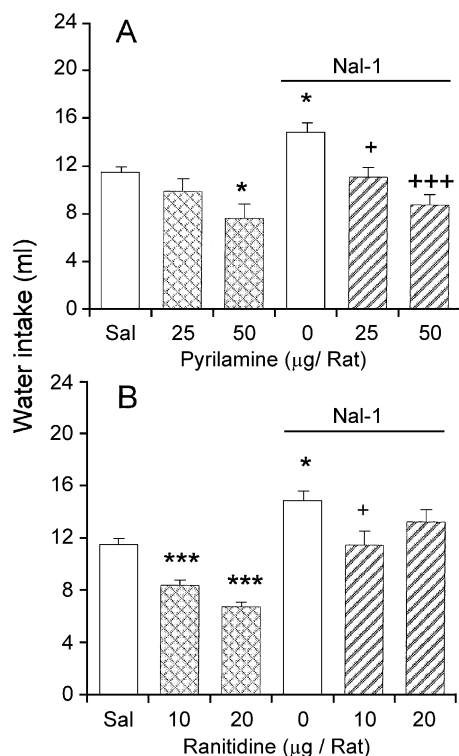 A
24
Nal-1
20
*
16
+
12
*
+++
8
4
0
Sal 25 50 0 25 50
Pyrilamine (µg/ Rat)
Water intake (ml)
B
24
Nal-1
20
*
16
+
12
***
***
8
4
0
Sal 10 20 0 10 20
Ranitidine (µg / Rat)